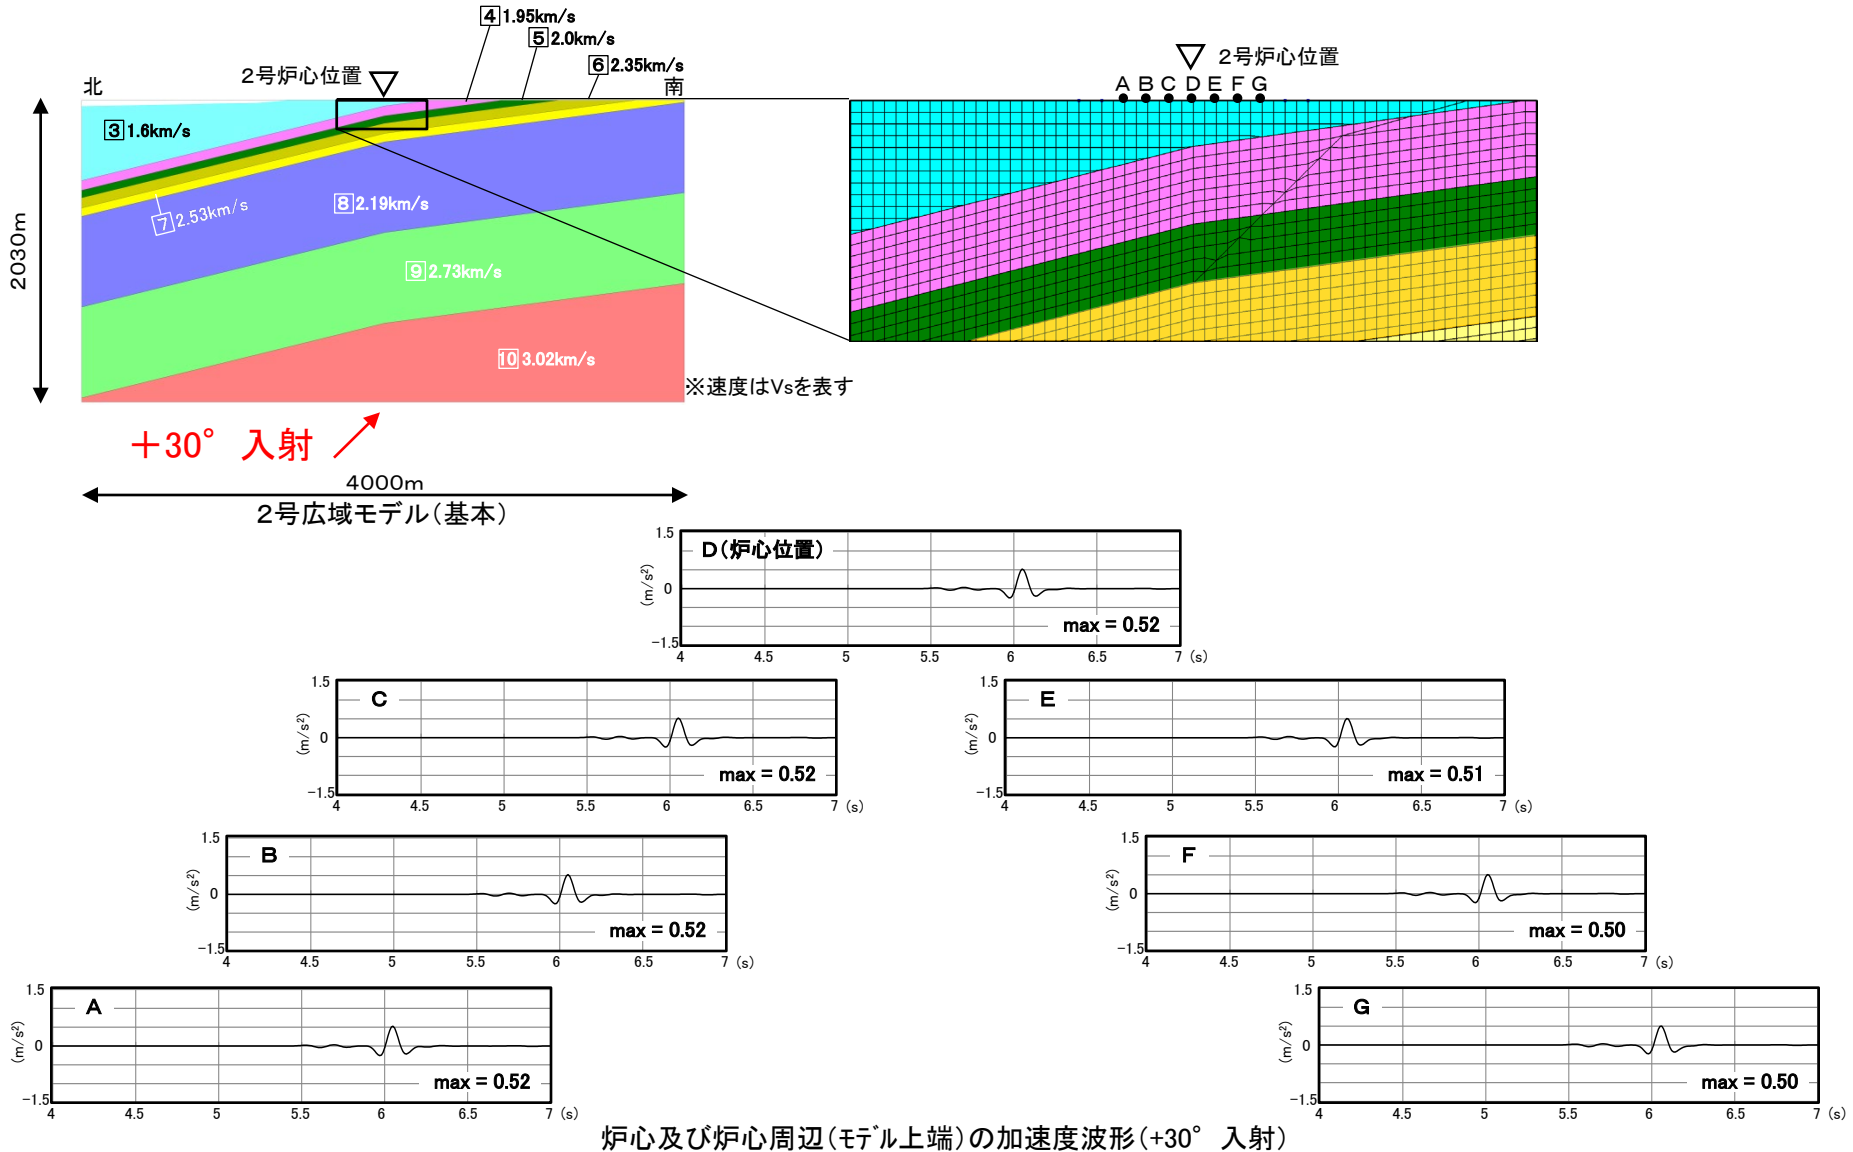 4 1.95km/s
5 2.0km/s
6 2.35km/s
2号炉心位置
北
南
3 1.6km/s
7 2.53km/s
8 2.19km/s
9 2.73km/s
10 3.02km/s
2030m
※速度はVsを表す
+30° 入射
4000m
2号広域モデル(基本)
2号炉心位置
A B C D E F G
D(炉心位置)
1.5
(m/s²)
0
-1.5
max = 0.52
4 4.5 5 5.5 6 6.5 7 (s)
C
1.5
(m/s²)
0
-1.5
max = 0.52
4 4.5 5 5.5 6 6.5 7 (s)
E
1.5
(m/s²)
0
-1.5
max = 0.51
4 4.5 5 5.5 6 6.5 7 (s)
B
1.5
(m/s²)
0
-1.5
max = 0.52
4 4.5 5 5.5 6 6.5 7 (s)
F
1.5
(m/s²)
0
-1.5
max = 0.50
4 4.5 5 5.5 6 6.5 7 (s)
A
1.5
(m/s²)
0
-1.5
max = 0.52
4 4.5 5 5.5 6 6.5 7 (s)
G
1.5
(m/s²)
0
-1.5
max = 0.50
4 4.5 5 5.5 6 6.5 7 (s)
炉心及び炉心周辺(ﾓﾃﾞﾙ上端)の加速度波形(+30° 入射)